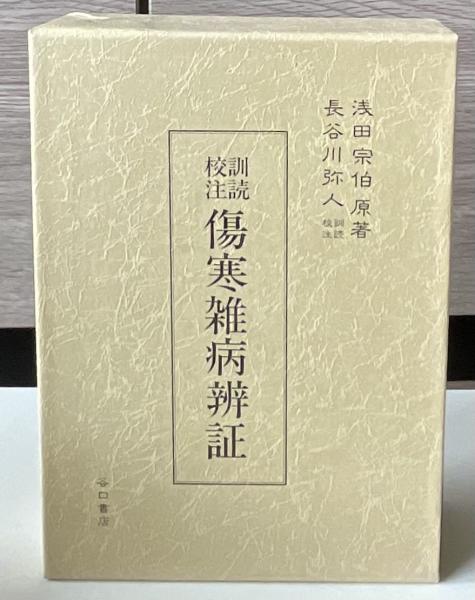 浅田宗伯 原著
長谷川弥人 訓読校注
訓読校注 傷寒雑病辨証
谷口書店